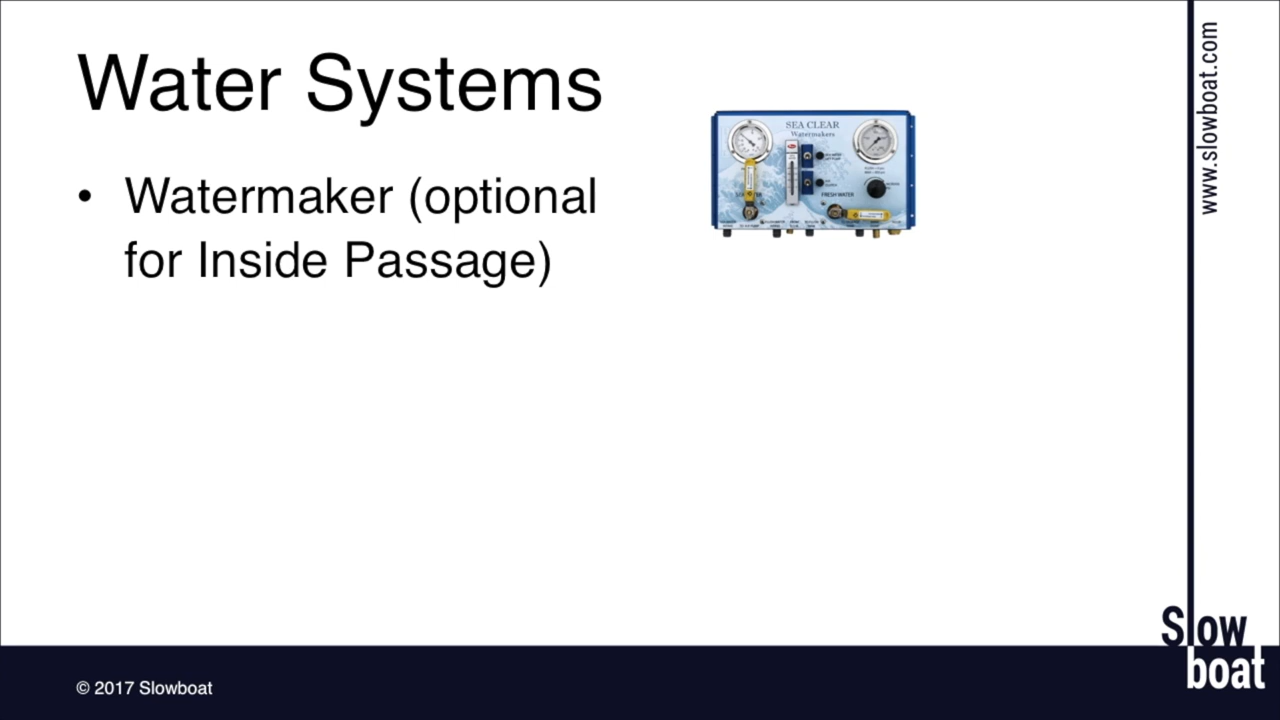 Water Systems
• Watermaker (optional
for Inside Passage)
SEA CLEAR
Watermakers
FRESH WATER
www.slowboat.com
Slow
boat
© 2017 Slowboat